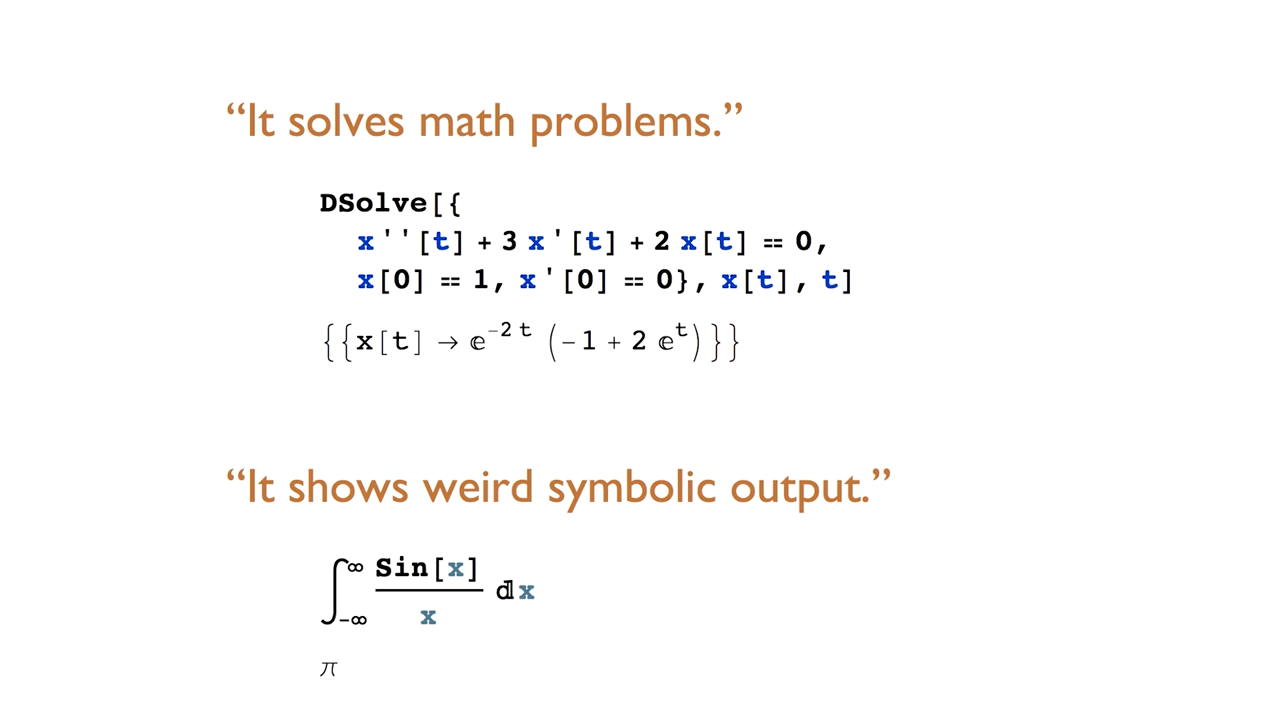 “It solves math problems.”
DSolve[{
x''[t] + 3 x'[t] + 2 x[t] == 0,
x[0] == 1, x'[0] == 0}, x[t], t]
{{x[t] → ⅇ^(-2 t) (-1 + 2 ⅇ^t)}}
“It shows weird symbolic output.”
∫_(-∞)^∞ Sin[x]/x ⅆx
π